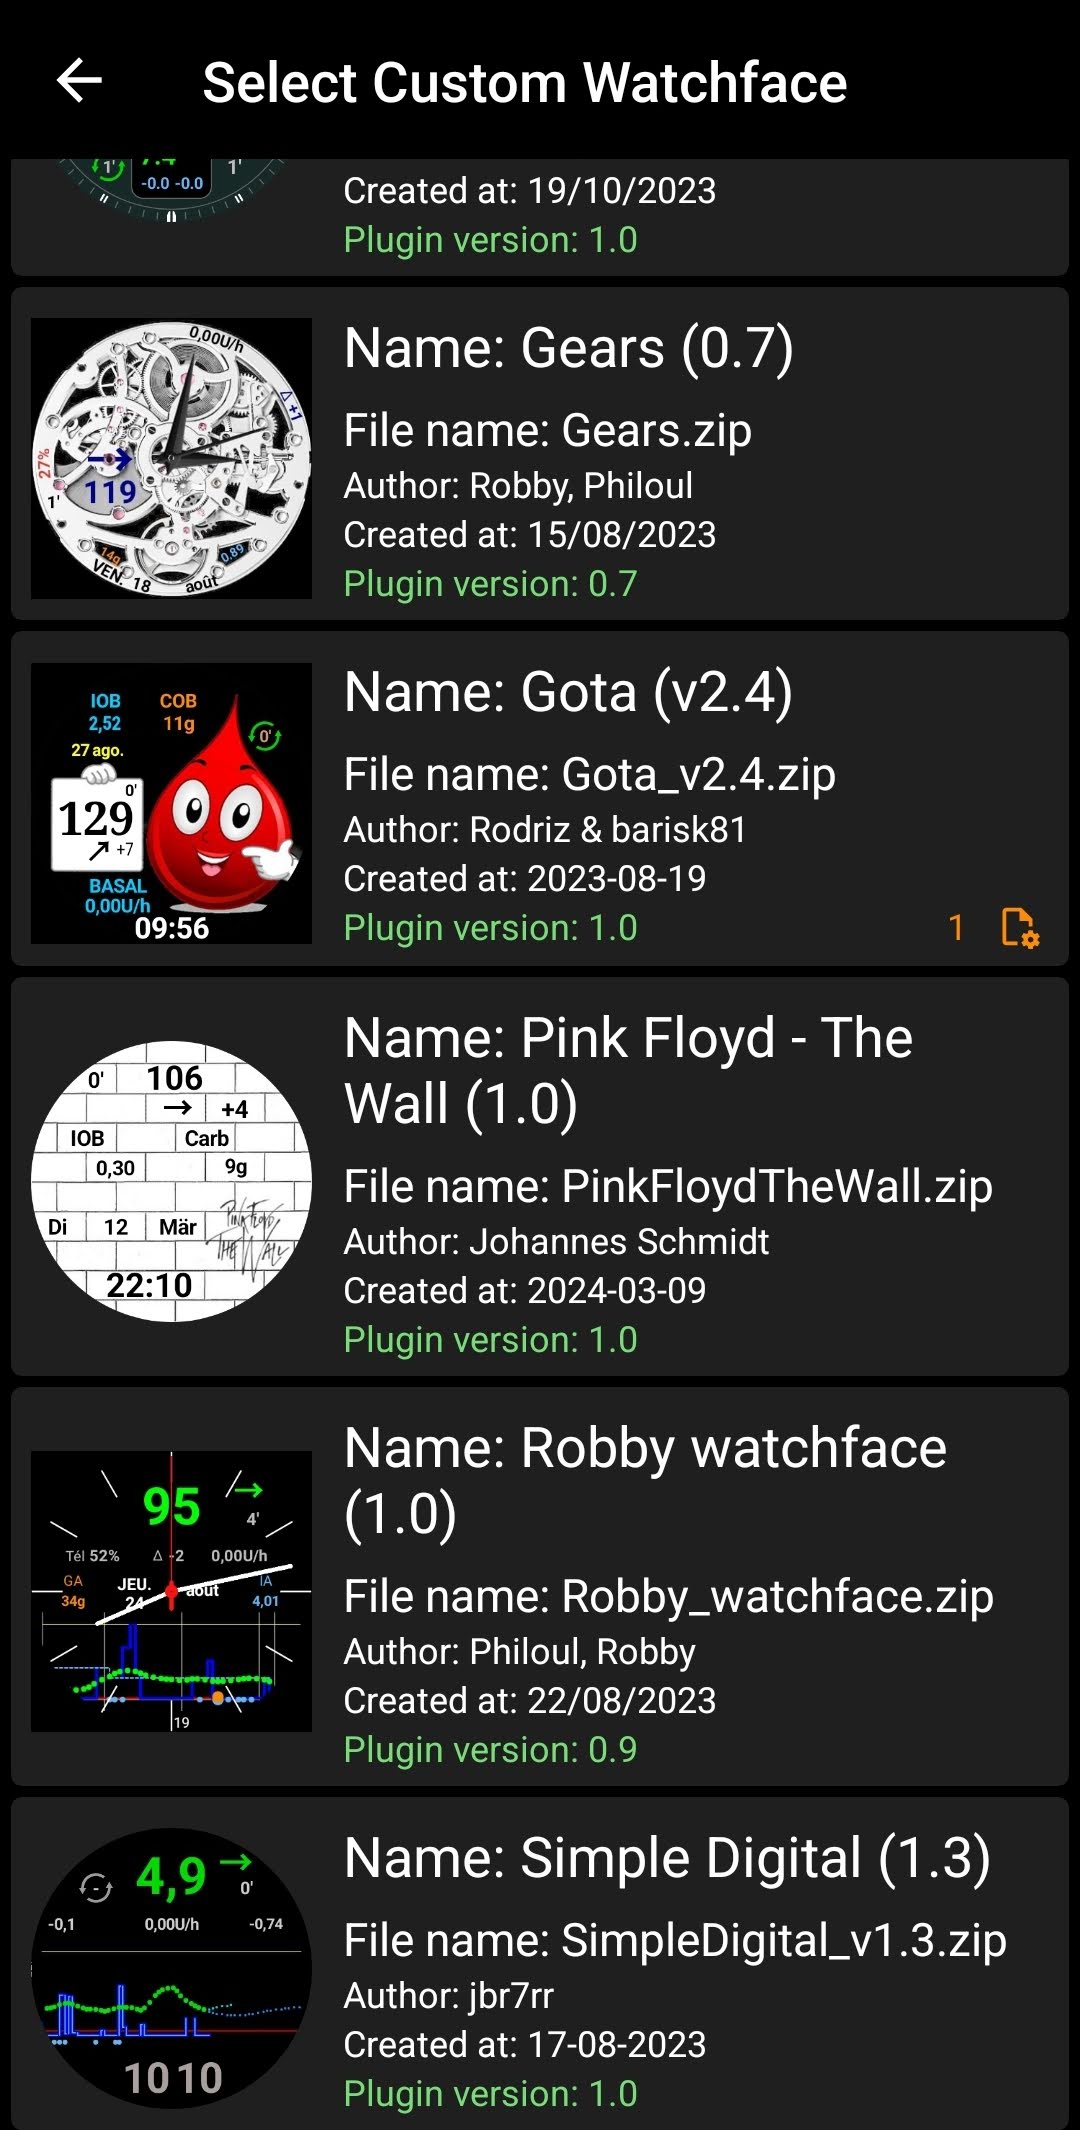 Select Custom Watchface
1'
1'
-0.0 -0.0
Created at: 19/10/2023
Plugin version: 1.0
0,00U/h
Δ +1
27%
119
1'
14g
0.89
VEN. 18 août
Name: Gears (0.7)
File name: Gears.zip
Author: Robby, Philoul
Created at: 15/08/2023
Plugin version: 0.7
IOB COB
2,52 11g
27 ago.
0'
0'
129
↗ +7
BASAL
0,00U/h
09:56
Name: Gota (v2.4)
File name: Gota_v2.4.zip
Author: Rodriz & barisk81
Created at: 2023-08-19
Plugin version: 1.0
1
0' 106
→ +4
IOB Carb
0,30 9g
Di 12 Mär
Pink Floyd
THE WALL
22:10
Name: Pink Floyd - The
Wall (1.0)
File name: PinkFloydTheWall.zip
Author: Johannes Schmidt
Created at: 2024-03-09
Plugin version: 1.0
95 →
4'
Tél 52% Δ -2 0,00U/h
GA JEU. août IA
34g 24 4,01
19
Name: Robby watchface
(1.0)
File name: Robby_watchface.zip
Author: Philoul, Robby
Created at: 22/08/2023
Plugin version: 0.9
- 4,9 →
0'
-0,1 0,00U/h -0,74
10 10
Name: Simple Digital (1.3)
File name: SimpleDigital_v1.3.zip
Author: jbr7rr
Created at: 17-08-2023
Plugin version: 1.0